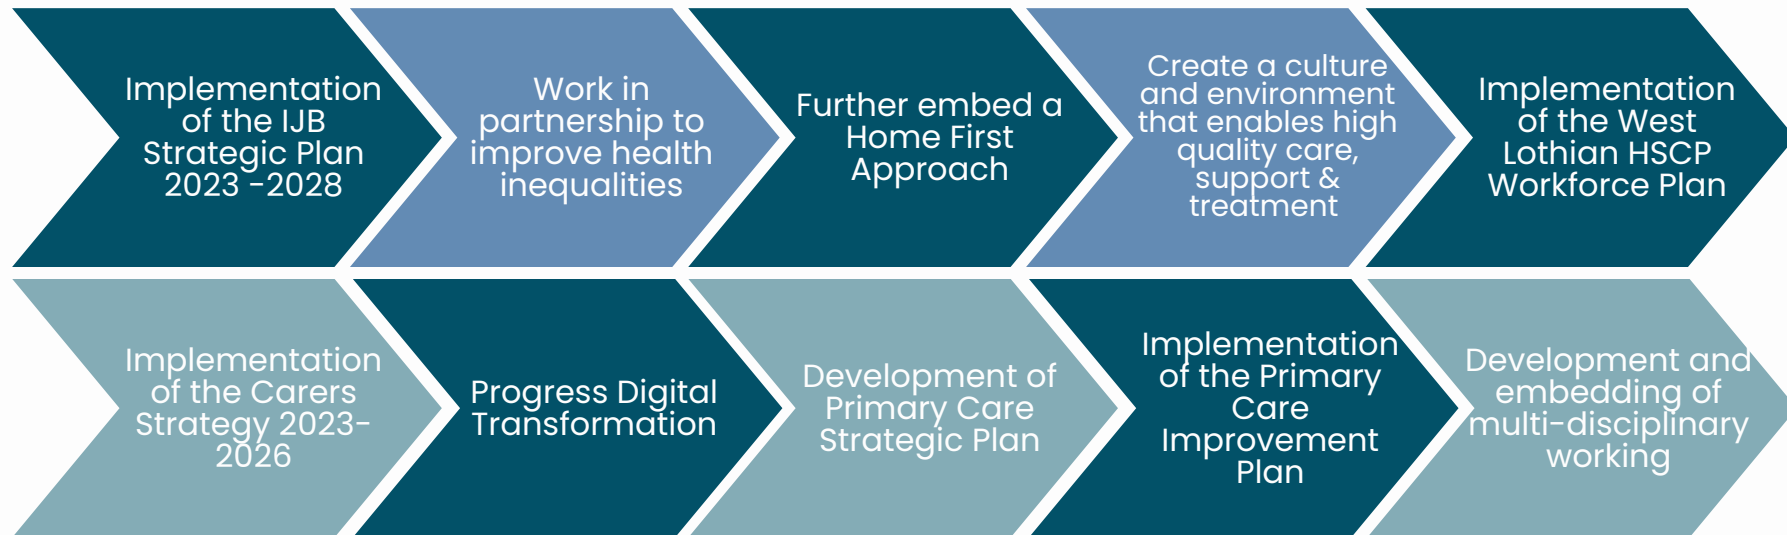 Implementation
of the IJB
Strategic Plan
2023 -2028
Work in
partnership to
improve health
inequalities
Further embed a
Home First
Approach
Create a culture
and environment
that enables high
quality care,
support &
treatment
Implementation
of the West
Lothian HSCP
Workforce Plan
Implementation
of the Carers
Strategy 2023-
2026
Progress Digital
Transformation
Development of
Primary Care
Strategic Plan
Implementation
of the Primary
Care
Improvement
Plan
Development and
embedding of
multi-disciplinary
working